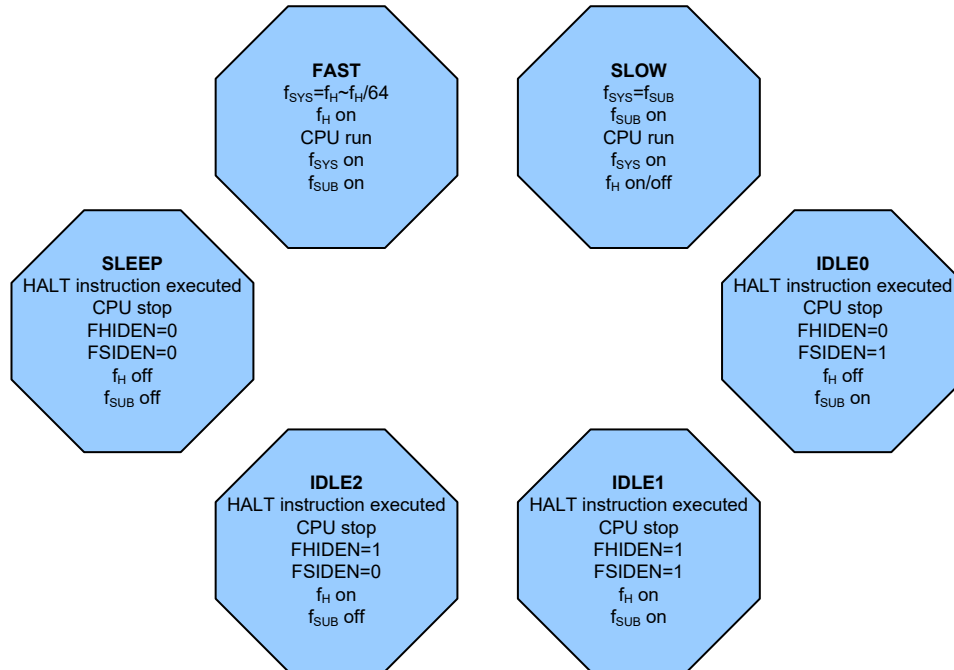 FAST
fSYS=fH~fH/64
fH on
CPU run
fSYS on
fSUB on
SLOW
fSYS=fSUB
fSUB on
CPU run
fSYS on
fH on/off
SLEEP
HALT instruction executed
CPU stop
FHIDEN=0
FSIDEN=0
fH off
fSUB off
IDLE0
HALT instruction executed
CPU stop
FHIDEN=0
FSIDEN=1
fH off
fSUB on
IDLE2
HALT instruction executed
CPU stop
FHIDEN=1
FSIDEN=0
fH on
fSUB off
IDLE1
HALT instruction executed
CPU stop
FHIDEN=1
FSIDEN=1
fH on
fSUB on